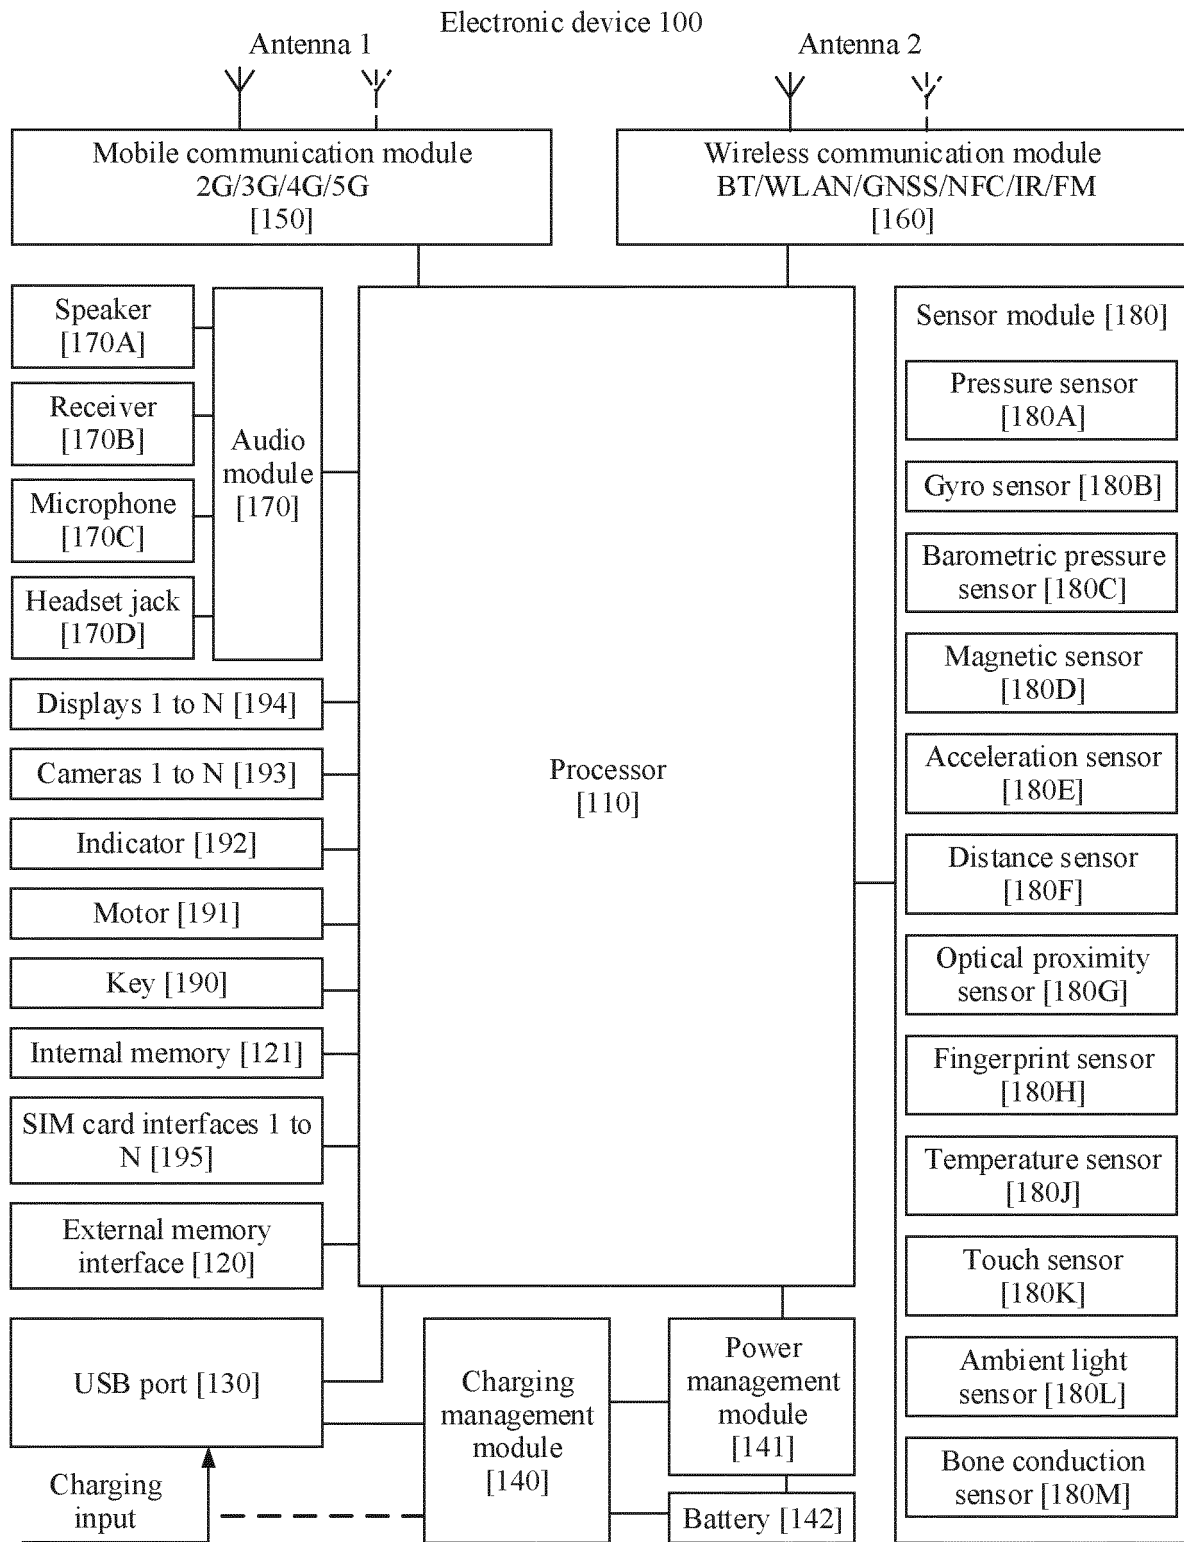 Electronic device 100
Antenna 1
Antenna 2
Mobile communication module
2G/3G/4G/5G
[150]
Wireless communication module
BT/WLAN/GNSS/NFC/IR/FM
[160]
Speaker
[170A]
Receiver
[170B]
Microphone
[170C]
Headset jack
[170D]
Audio
module
[170]
Displays 1 to N [194]
Cameras 1 to N [193]
Indicator [192]
Motor [191]
Key [190]
Internal memory [121]
SIM card interfaces 1 to
N [195]
External memory
interface [120]
Processor
[110]
Sensor module [180]
Pressure sensor
[180A]
Gyro sensor [180B]
Barometric pressure
sensor [180C]
Magnetic sensor
[180D]
Acceleration sensor
[180E]
Distance sensor
[180F]
Optical proximity
sensor [180G]
Fingerprint sensor
[180H]
Temperature sensor
[180J]
Touch sensor
[180K]
Ambient light
sensor [180L]
Bone conduction
sensor [180M]
USB port [130]
Charging
input
Charging
management
module
[140]
Power
management
module
[141]
Battery [142]